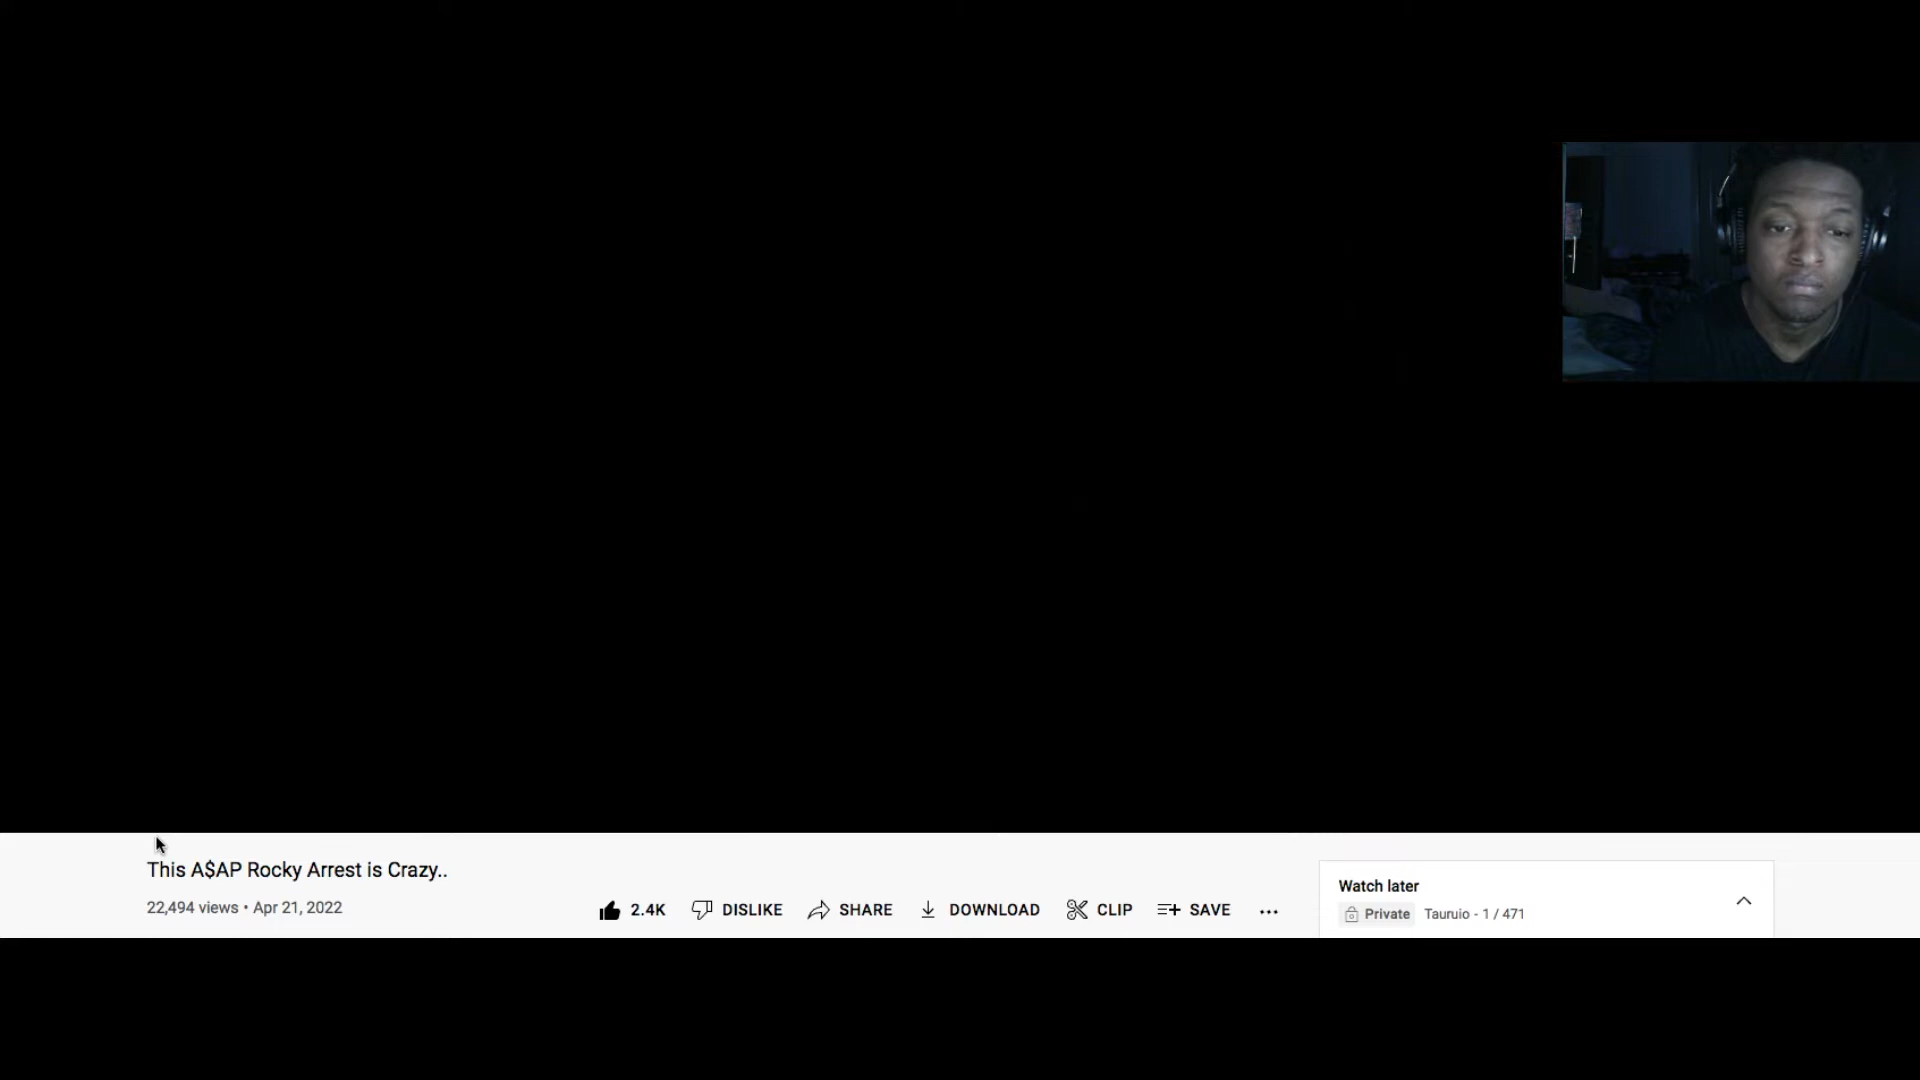 This A$AP Rocky Arrest is Crazy..
22,494 views • Apr 21, 2022
2.4K DISLIKE SHARE DOWNLOAD CLIP SAVE ...
Watch later
Private Tauruio - 1 / 471